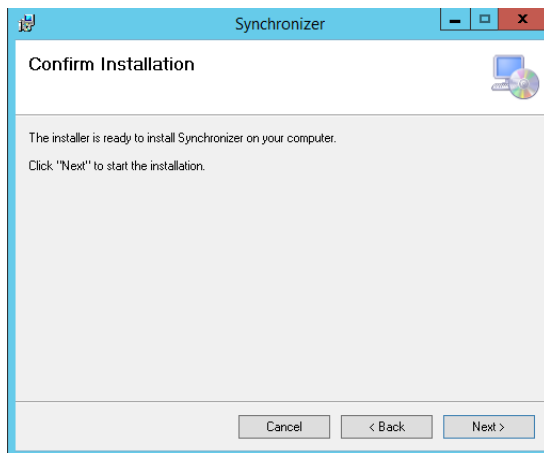 Synchronizer
Confirm Installation
The installer is ready to install Synchronizer on your computer.
Click "Next" to start the installation.
Cancel
< Back
Next >